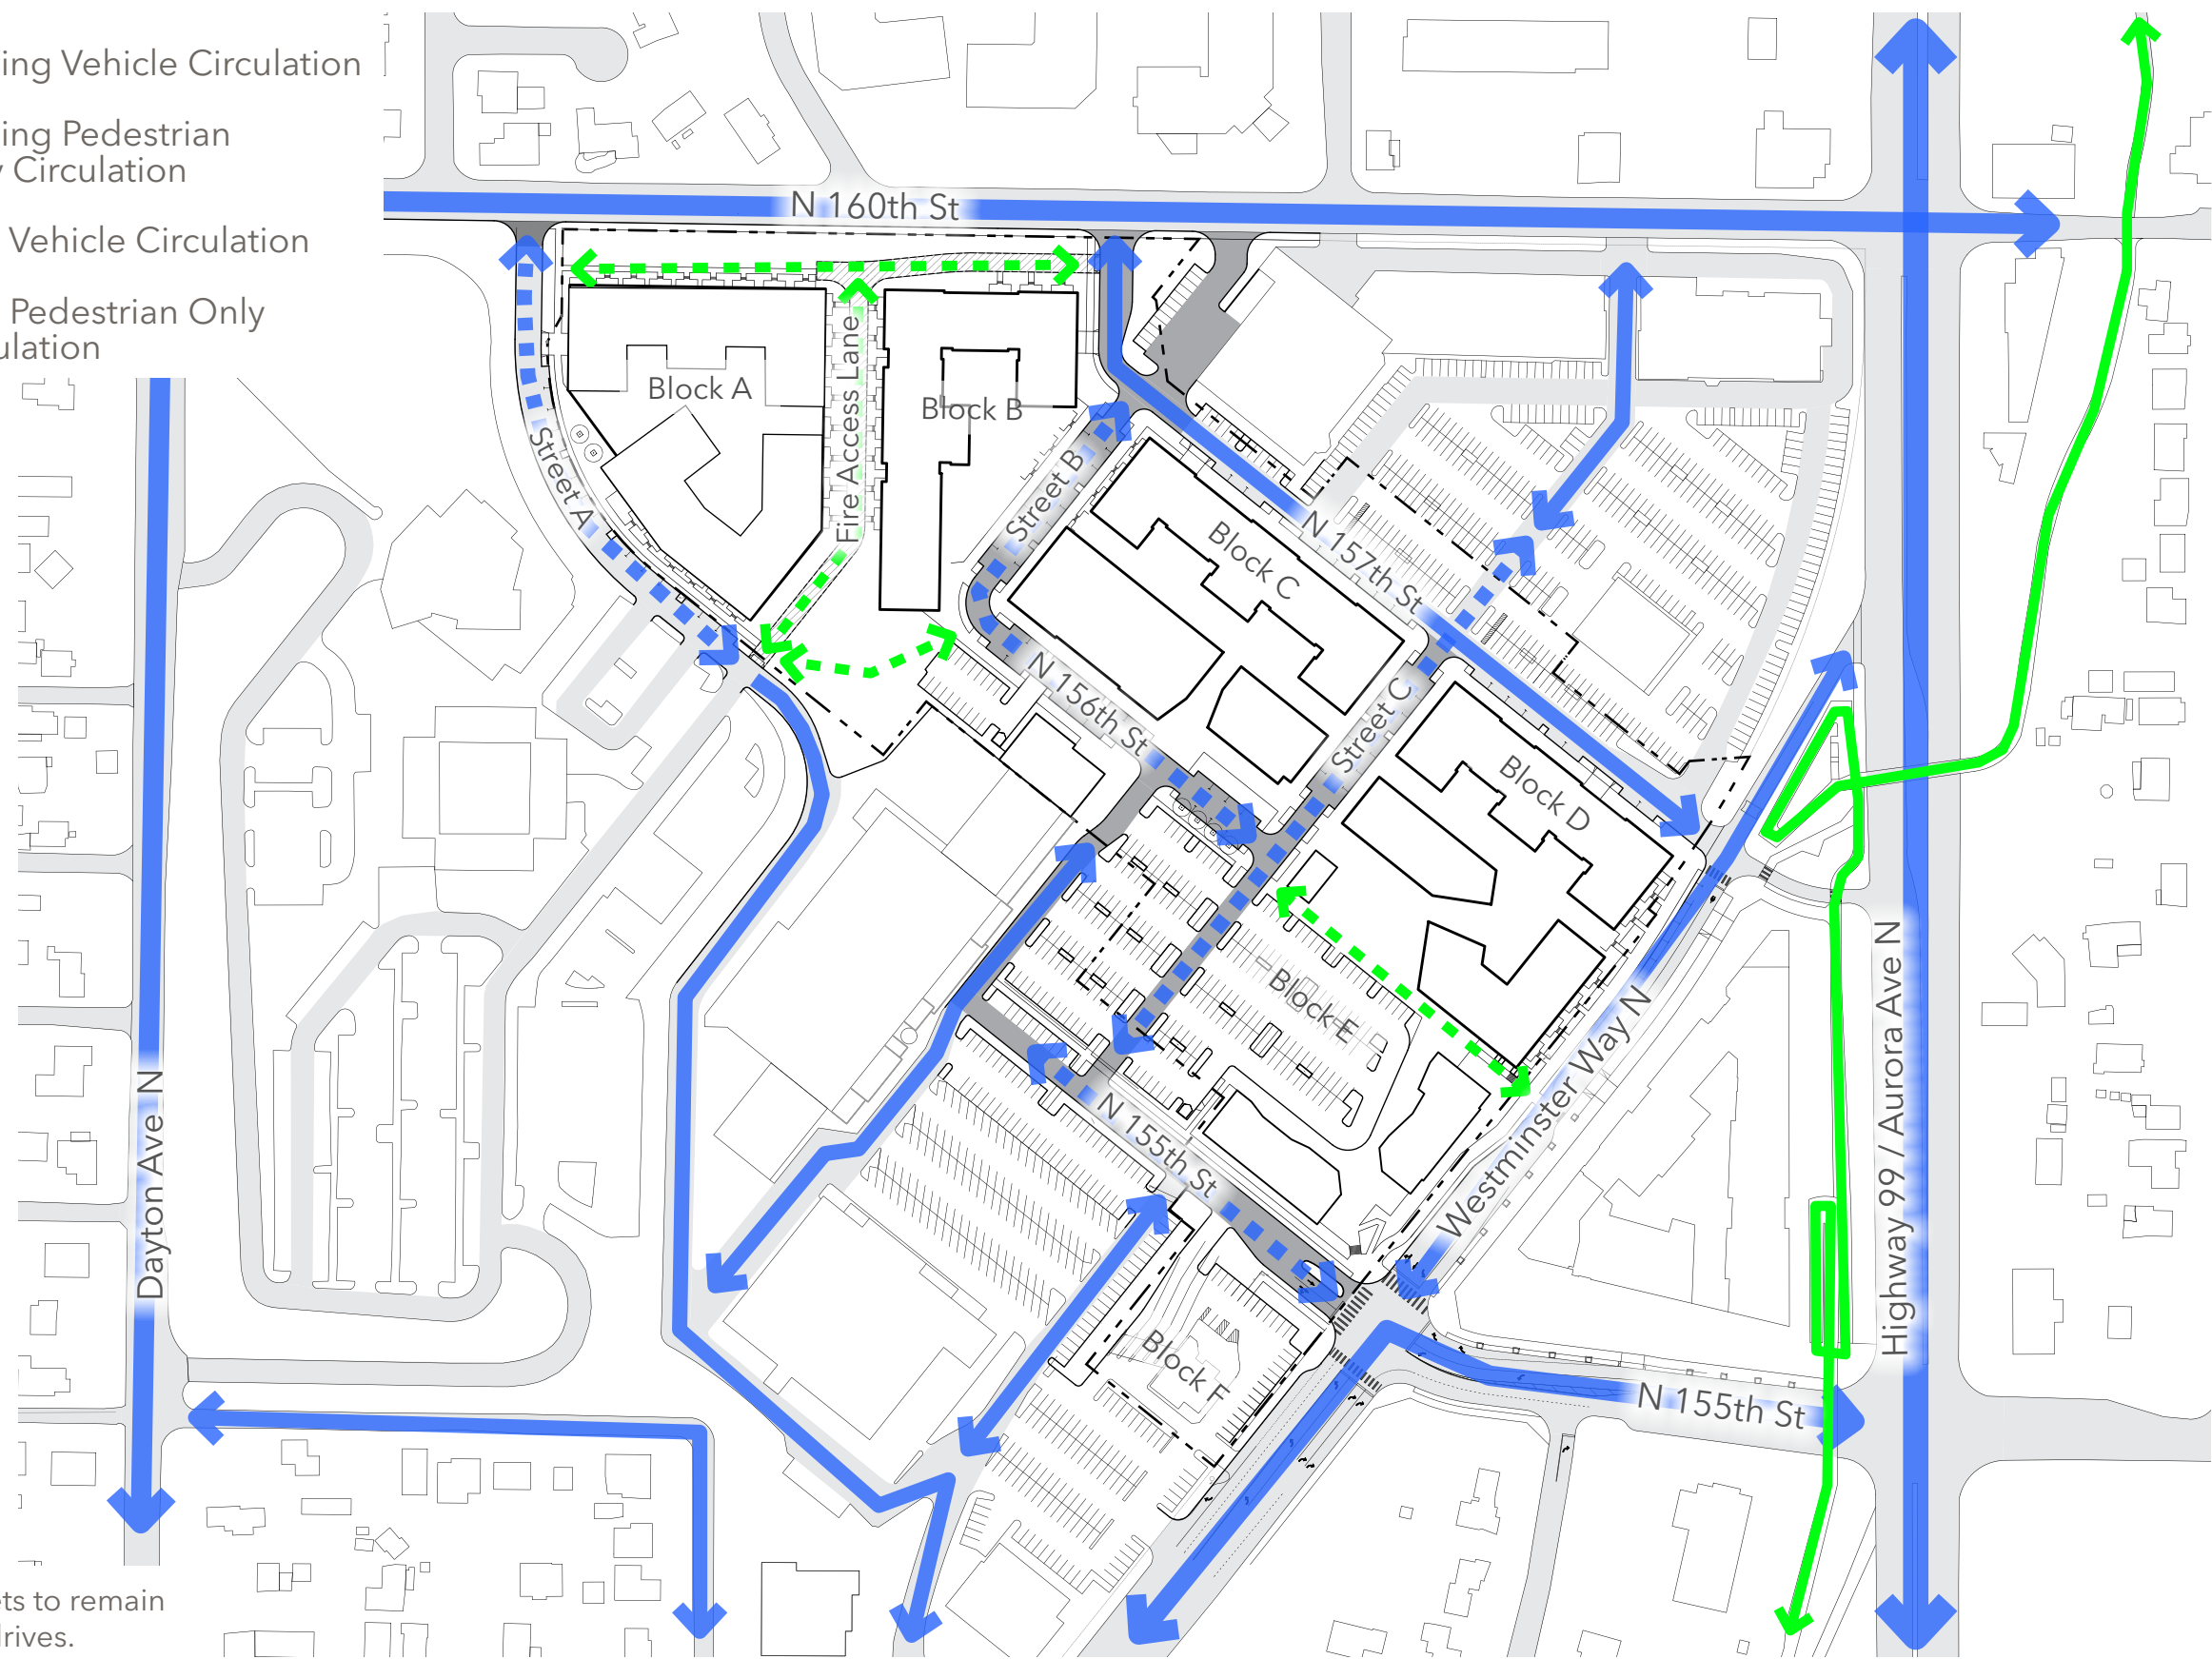 ing Vehicle Circulation
ing Pedestrian
y Circulation
Vehicle Circulation
Pedestrian Only
ulation
N 160th St
Block A
Block B
Fire Access Lane
Street A
Street B
Block C
N 157th St
N 156th St
Street C
Block D
Block E
N 155th St
Westminster Way N
Highway 99 / Aurora Ave N
Dayton Ave N
Block F
N 155th St
ts to remain
drives.